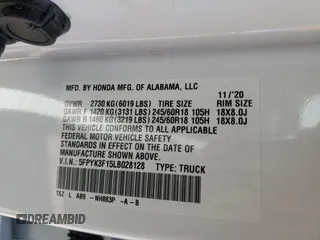 MFD. BY HONDA MFG. OF ALABAMA, LLC 11/'20
GVWR 2730 KG(6019 LBS) TIRE SIZE RIM SIZE
GAWR F 1420 KG(3131 LBS) 245/60R18 105H 18X8.0J
GAWR R 1460 KG(3219 LBS) 245/60R18 105H 18X8.0J
THIS VEHICLE CONFORMS TO ALL APPLICABLE
FEDERAL MOTOR VEHICLE SAFETY STANDARDS
IN EFFECT ON THE DATE OF MANUFACTURE
SHOWN ABOVE.
V.I.N.: 5FPYK3F15LB028128 TYPE: TRUCK
T6Z L A89 -NH883P -A-B
DREAMBID